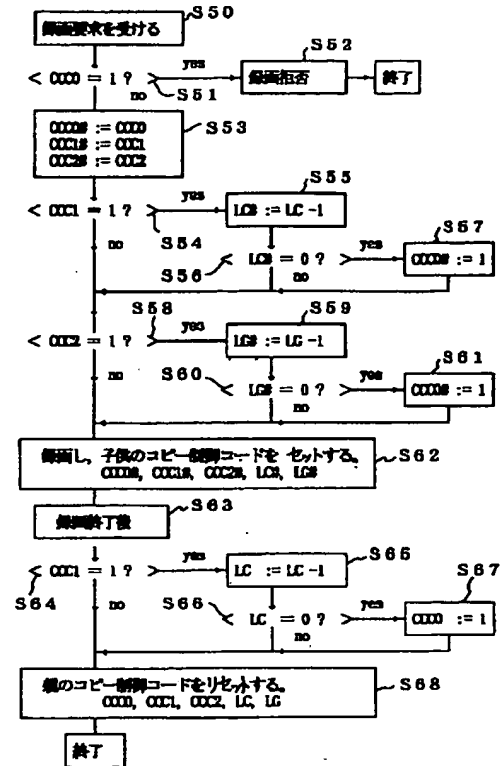 録画要求を受ける S50
< CCC0 = 1 ? > yes S51 no
録画拒否 S52
終了
CCC0# := CCC0 S53
CCC1# := CCC1
CCC2# := CCC2
< CCC1 = 1 ? > yes S54 no
LC# := LC -1 S55
S56 < LC# = 0 ? > yes no
CCC0# := 1 S57
< CCC2 = 1 ? > S58 yes no
LG# := LG -1 S59
S60 < LG# = 0 ? > yes no
CCC0# := 1 S61
録画し,子供のコピー制御コードを セットする。 S62
CCC0#, CCC1#, CCC2#, LC#, LG#
録画終了後 S63
< CCC1 = 1 ? > yes S64 no
LC := LC -1 S65
S66 < LC = 0 ? > yes no
CCC0 := 1 S67
親のコピー制御コードをリセットする。 S68
CCC0, CCC1, CCC2, LC, LG
終了